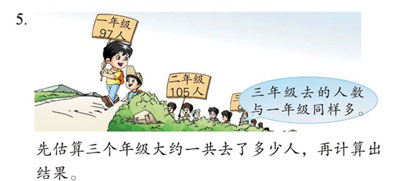 5.
一年级
97人
二年级
105人
三
9
三年级去的人数
与一年级同样多。
先估算三个年级大约一共去了多少人，再计算出
结果。